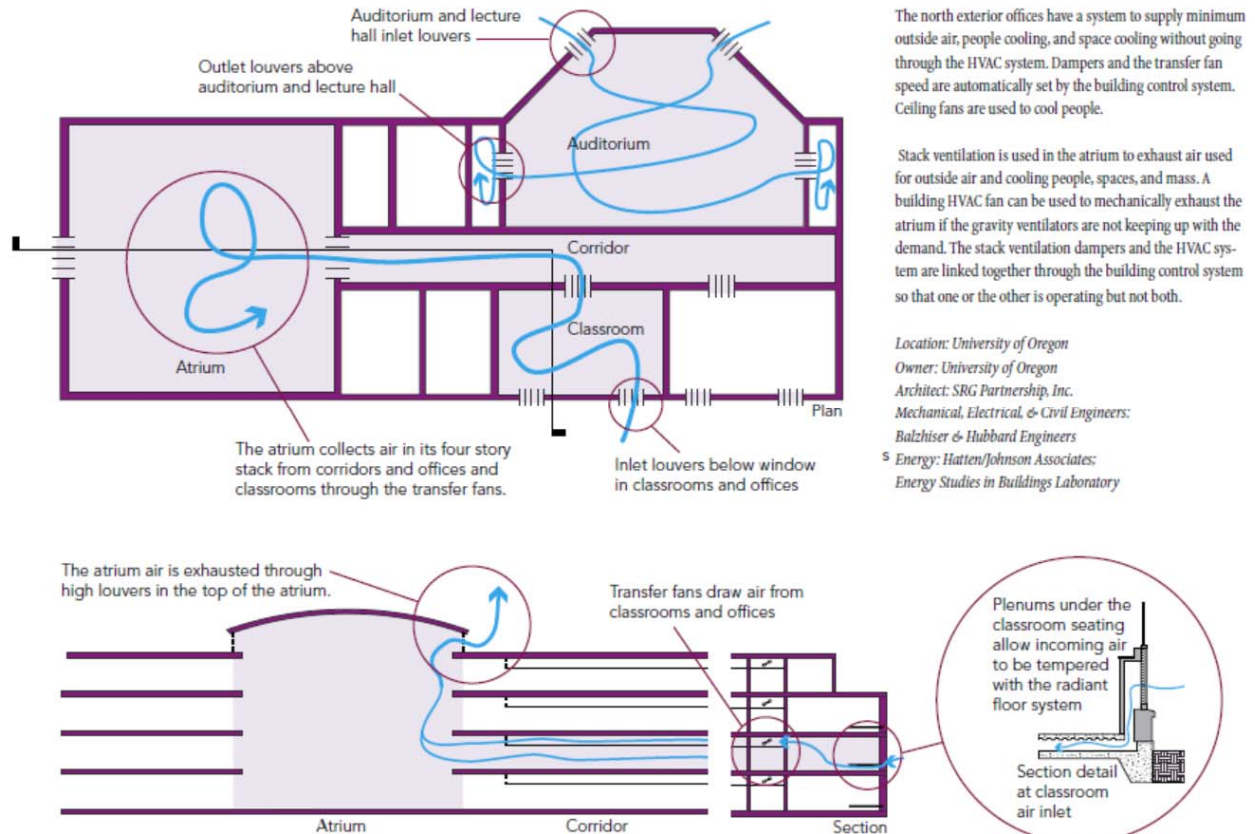 Auditorium and lecture
hall inlet louvers
Outlet louvers above
auditorium and lecture hall
Auditorium
Corridor
Classroom
Atrium
Plan
The atrium collects air in its four story
stack from corridors and offices and
classrooms through the transfer fans.
Inlet louvers below window
in classrooms and offices
The north exterior offices have a system to supply minimum
outside air, people cooling, and space cooling without going
through the HVAC system. Dampers and the transfer fan
speed are automatically set by the building control system.
Ceiling fans are used to cool people.
Stack ventilation is used in the atrium to exhaust air used
for outside air and cooling people, spaces, and mass. A
building HVAC fan can be used to mechanically exhaust the
atrium if the gravity ventilators are not keeping up with the
demand. The stack ventilation dampers and the HVAC sys-
tem are linked together through the building control system
so that one or the other is operating but not both.
Location: University of Oregon
Owner: University of Oregon
Architect: SRG Partnership, Inc.
Mechanical, Electrical, & Civil Engineers:
Balzhiser & Hubbard Engineers
s Energy: Hatten/Johnson Associates;
Energy Studies in Buildings Laboratory
The atrium air is exhausted through
high louvers in the top of the atrium.
Transfer fans draw air from
classrooms and offices
Plenums under the
classroom seating
allow incoming air
to be tempered
with the radiant
floor system
Section detail
at classroom
air inlet
Atrium
Corridor
Section